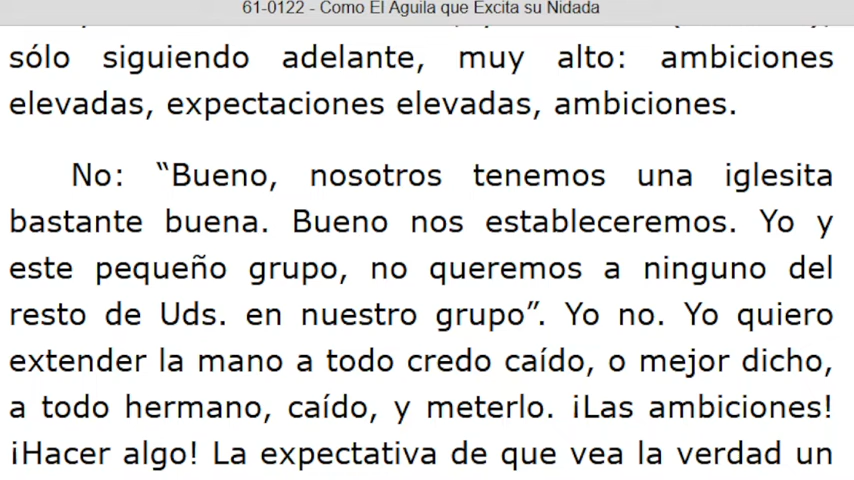 61-0122 - Como El Aguila que Excita su Nidada
sólo siguiendo adelante, muy alto: ambiciones
elevadas, expectaciones elevadas, ambiciones.
No: “Bueno, nosotros tenemos una iglesita
bastante buena. Bueno nos estableceremos. Yo y
este pequeño grupo, no queremos a ninguno del
resto de Uds. en nuestro grupo”. Yo no. Yo quiero
extender la mano a todo credo caído, o mejor dicho,
a todo hermano, caído, y meterlo. ¡Las ambiciones!
¡Hacer algo! La expectativa de que vea la verdad un